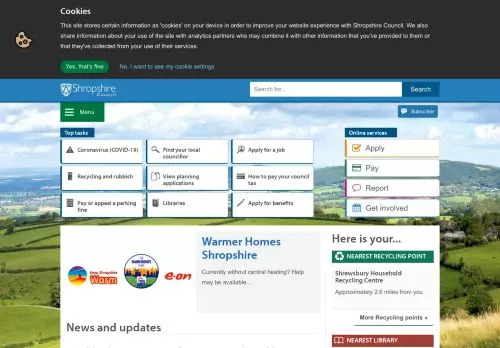 Cookies
This site stores certain information as 'cookies' on your device in order to improve your website experience with Shropshire Council. We also
share information about your use of the site with analytics partners who may combine it with other information that you've provided to them or
that they've collected from your use of their services.
Yes, that's fine
No, I want to see my cookie settings
Shropshire
Council
Search for...
Search
Menu
Subscribe
Top tasks
Coronavirus (COVID-19)
Find your local
councillor
Apply for a job
Recycling and rubbish
View planning
applications
How to pay your council
tax
Pay or appeal a parking
fine
Libraries
Apply for benefits
Online services
Apply
Pay
Report
Get involved
Keep Shropshire
Warm
WARMER HOMES
e·on
Warmer Homes
Shropshire
Currently without central heating? Help
may be available...
Here is your...
NEAREST RECYCLING POINT
Shrewsbury Household
Recycling Centre
Approximately 2.6 miles from you
More Recycling points »
NEAREST LIBRARY
News and updates